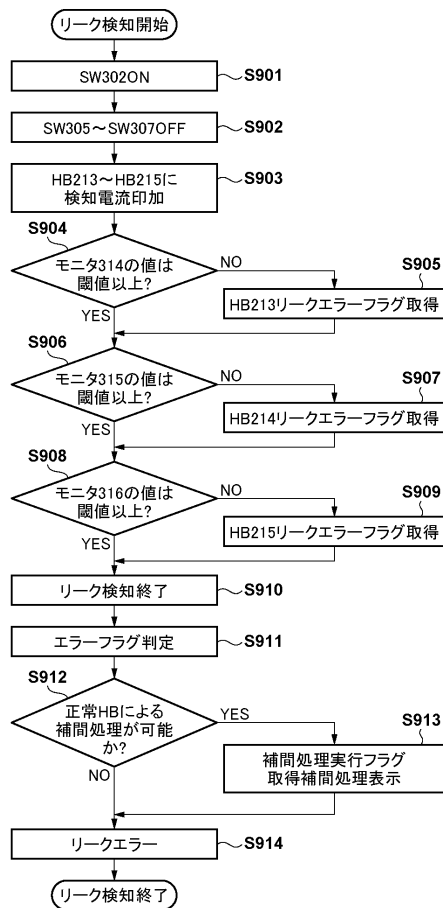 リーク検知開始
SW302ON
S901
SW305～SW307OFF
S902
HB213～HB215に
検知電流印加
S903
S904
モニタ314の値は
閾値以上?
NO
YES
S905
HB213リークエラーフラグ取得
S906
モニタ315の値は
閾値以上?
NO
YES
S907
HB214リークエラーフラグ取得
S908
モニタ316の値は
閾値以上?
NO
YES
S909
HB215リークエラーフラグ取得
リーク検知終了
S910
エラーフラグ判定
S911
S912
正常HBによる
補間処理が可能
か?
YES
NO
S913
補間処理実行フラグ
取得補間処理表示
リークエラー
S914
リーク検知終了